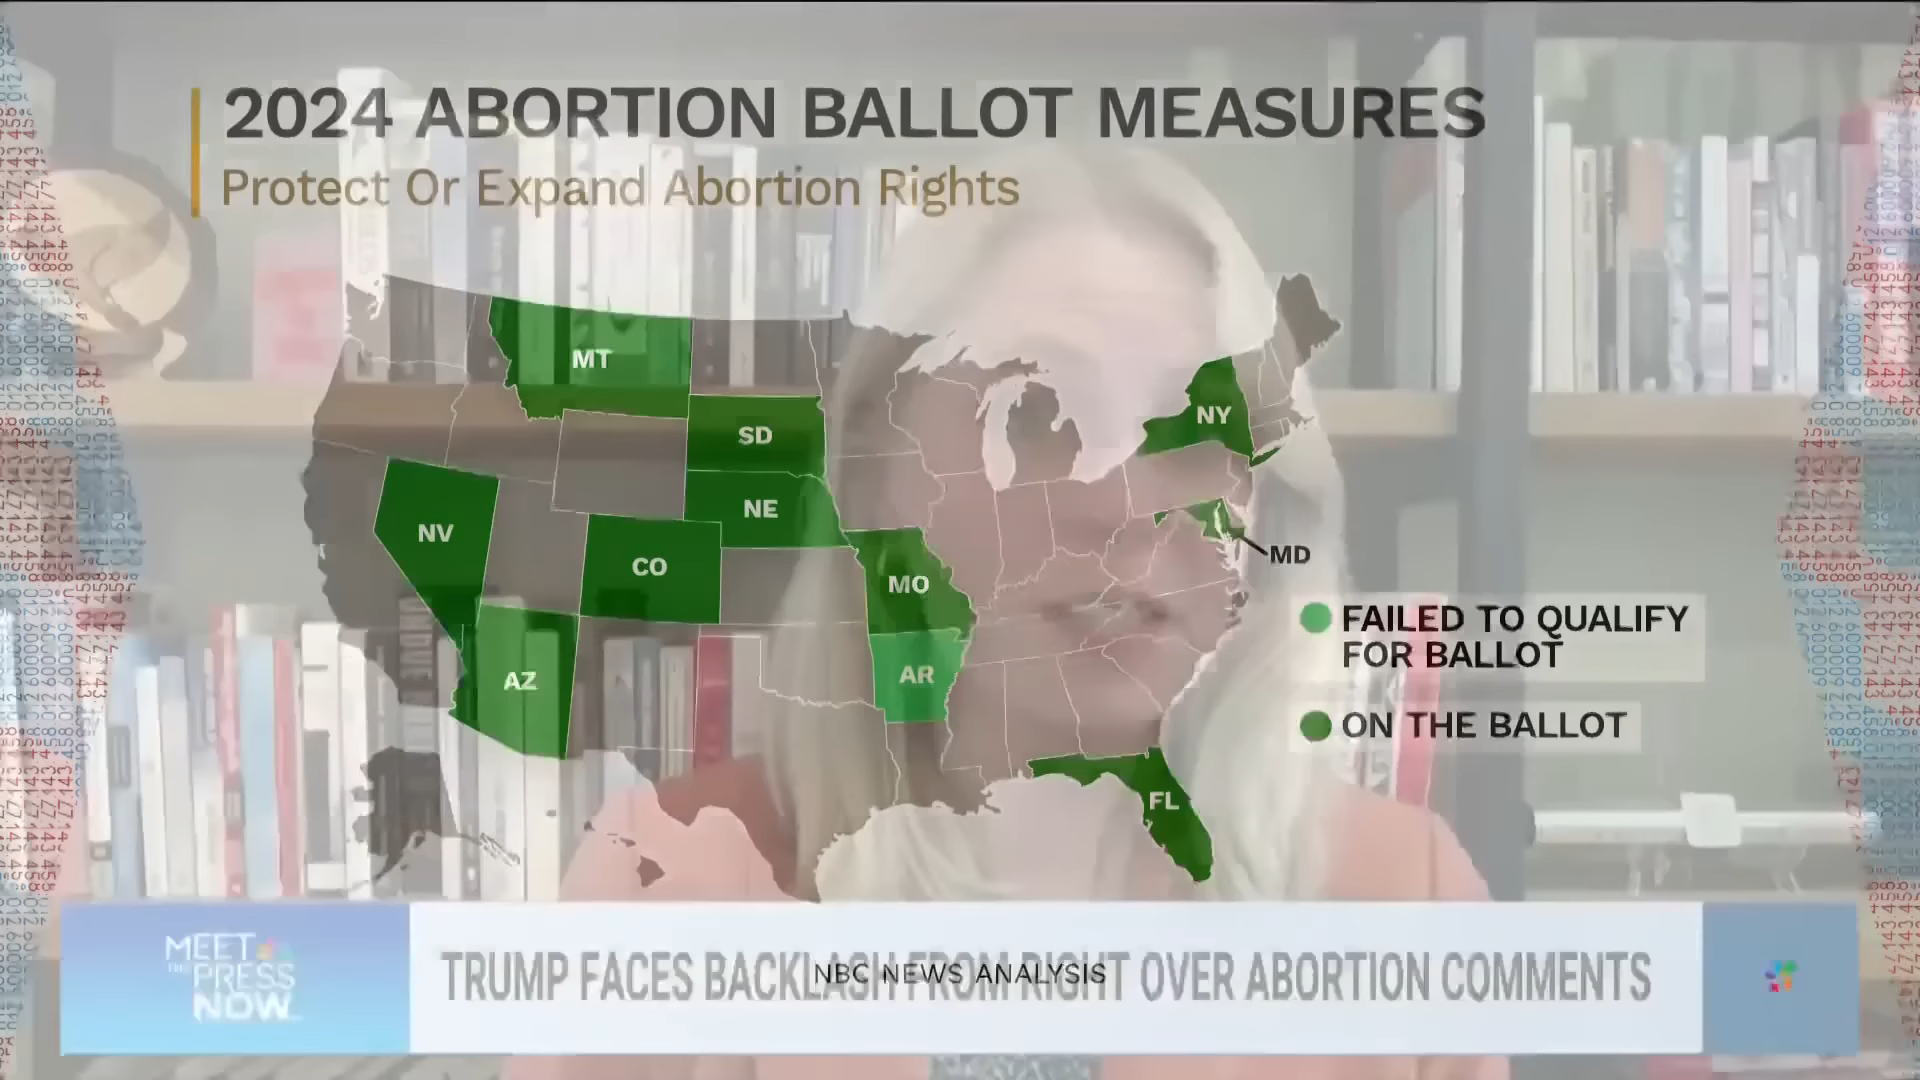 2024 ABORTION BALLOT MEASURES
Protect Or Expand Abortion Rights
MT
SD
NY
NE
NV
CO
MD
MO
AR
AZ
FL
FAILED TO QUALIFY
FOR BALLOT
ON THE BALLOT
MEET
THE PRESS
NOW
TRUMP FACES BACKLASH FROM RIGHT OVER ABORTION COMMENTS
NBC NEWS ANALYSIS